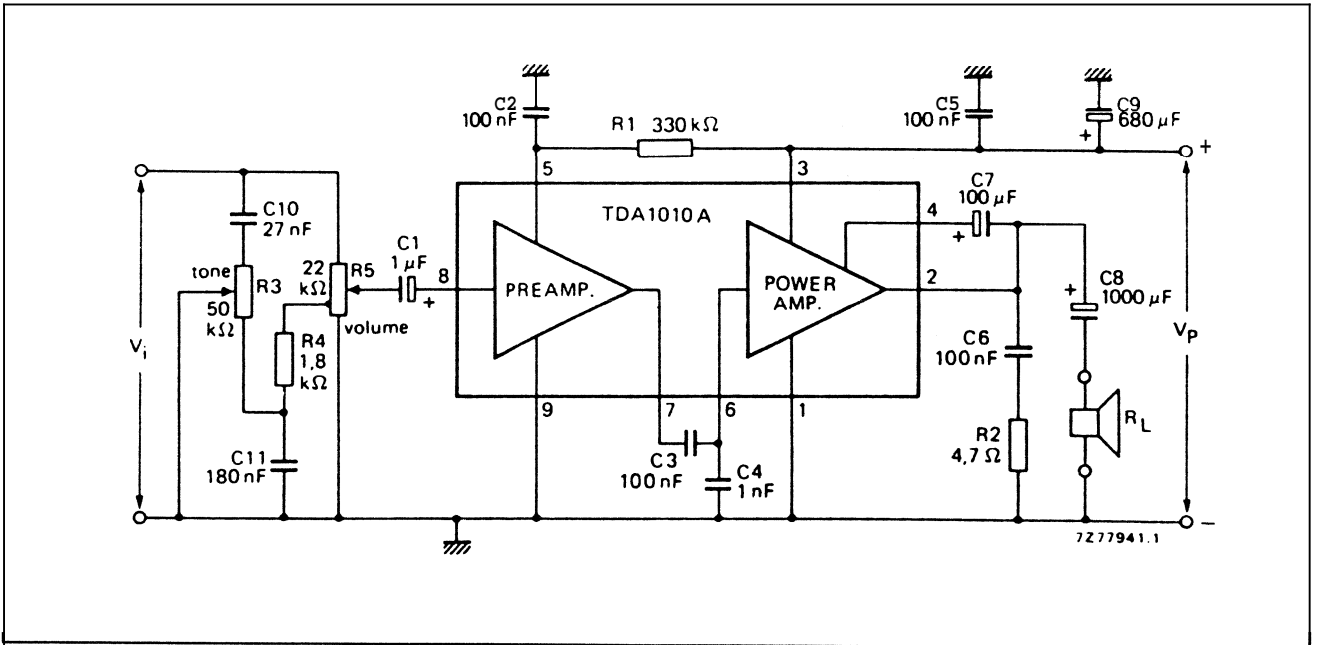 C2
100 nF
R1 330 kΩ
C5
100 nF
C9
680 μF
+
+
5
3
C7
100 μF
+
4
TDA1010A
C10
27 nF
tone
R3
50
kΩ
22
kΩ
R5
volume
C1
1 μF
8
+
PREAMP.
POWER
AMP.
2
+
C8
1000 μF
Vi
R4
1,8
kΩ
C6
100 nF
VP
9
7
6
1
C11
180 nF
C3
100 nF
C4
1 nF
R2
4,7 Ω
RL
−
7Z77941.1